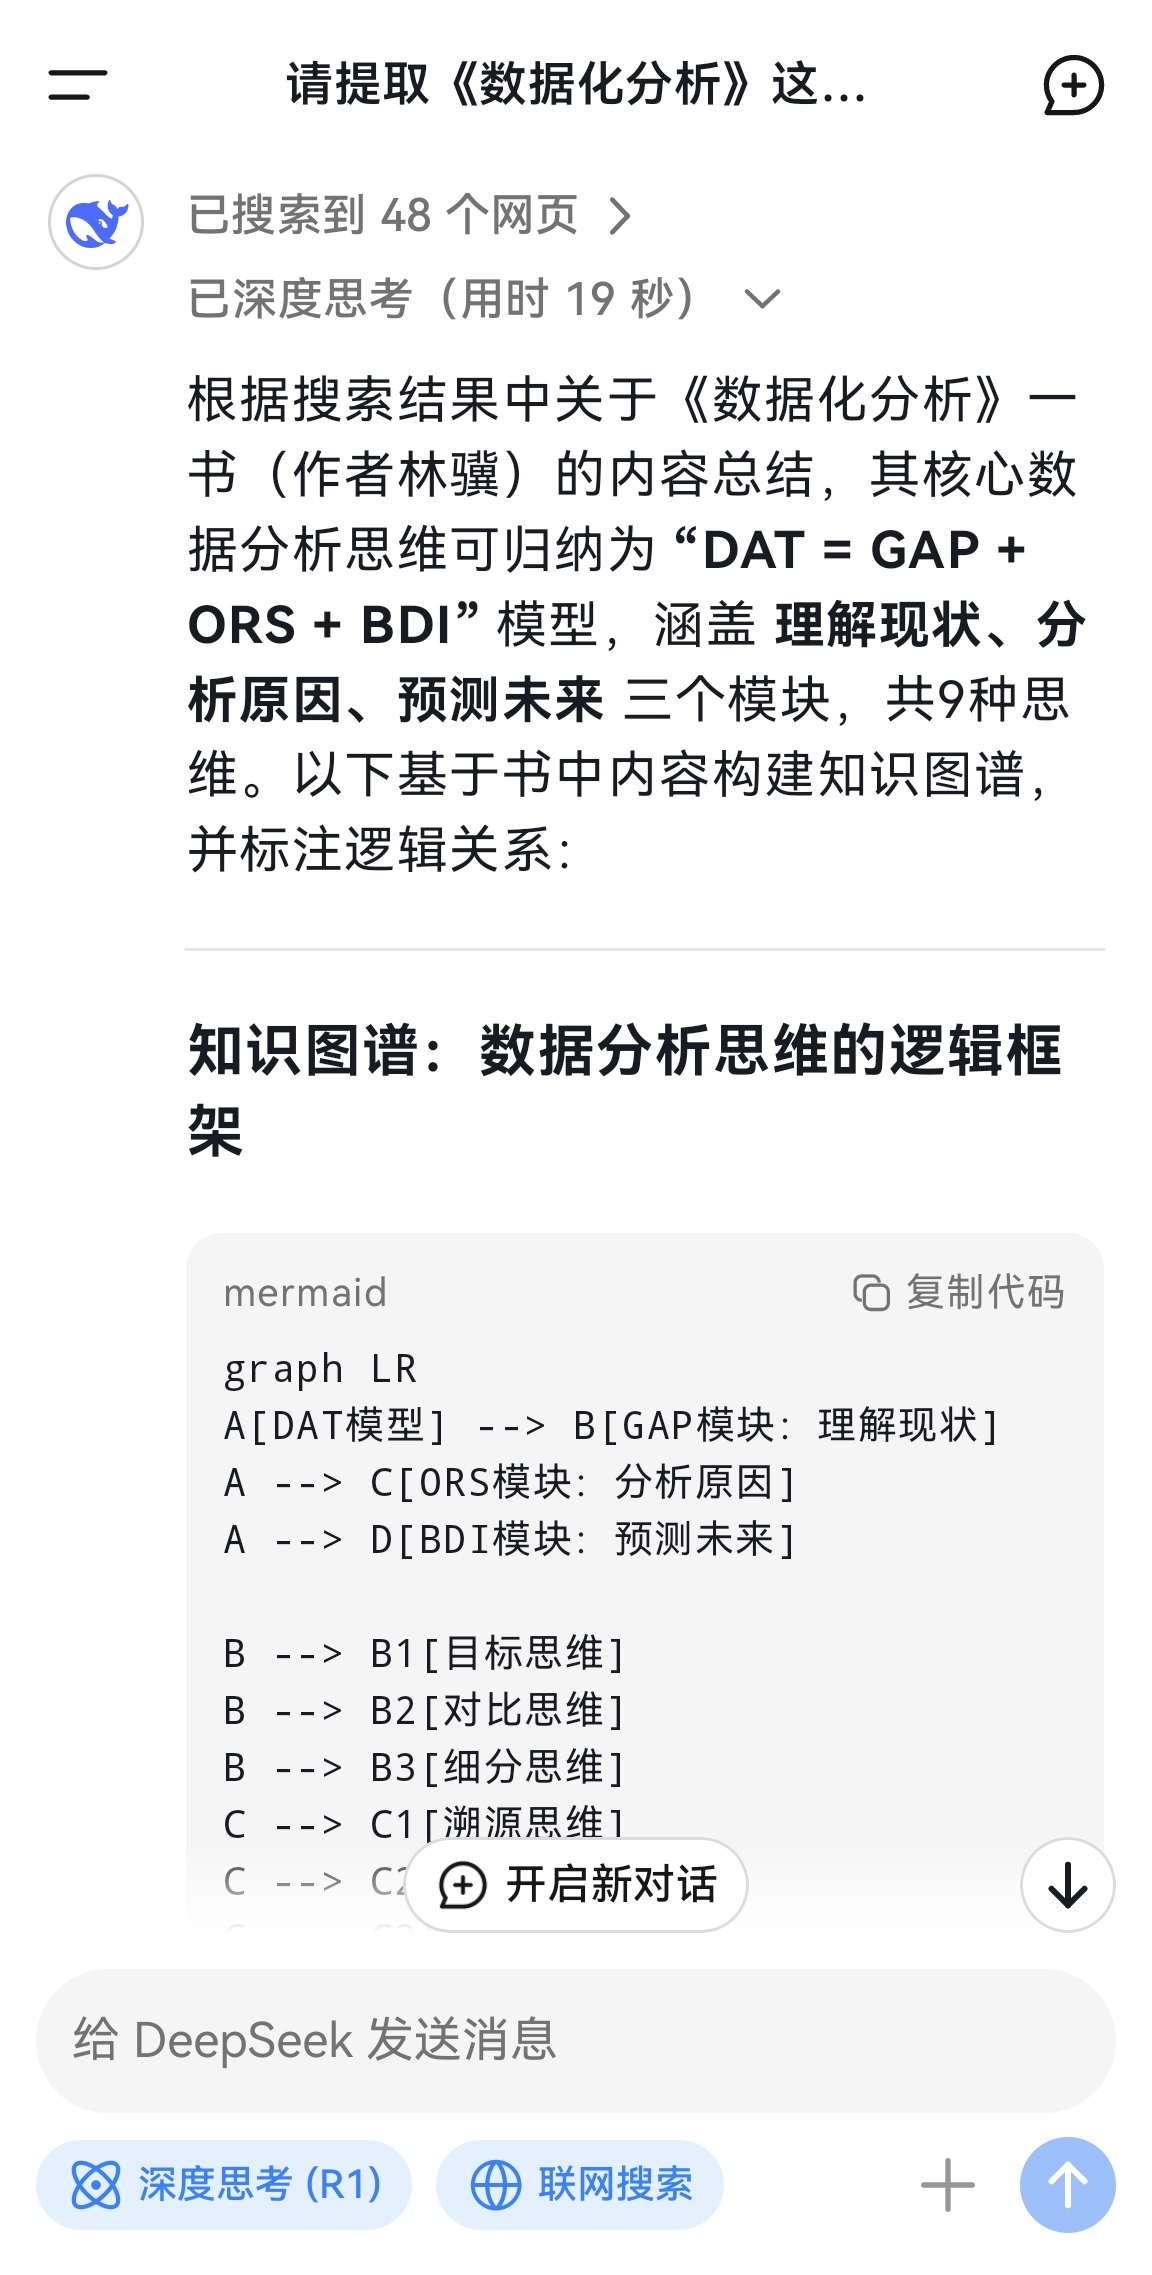 请提取《数据化分析》这...
已搜索到 48 个网页
已深度思考（用时 19 秒）
根据搜索结果中关于《数据化分析》一
书（作者林骥）的内容总结，其核心数
据分析思维可归纳为 “DAT = GAP +
ORS + BDI” 模型，涵盖 理解现状、分
析原因、预测未来 三个模块，共9种思
维。以下基于书中内容构建知识图谱，
并标注逻辑关系：
知识图谱：数据分析思维的逻辑框
架
mermaid 复制代码
graph LR
A[DAT模型] --> B[GAP模块：理解现状]
A --> C[ORS模块：分析原因]
A --> D[BDI模块：预测未来]
B --> B1[目标思维]
B --> B2[对比思维]
B --> B3[细分思维]
C --> C1[溯源思维]
C --> C2
开启新对话
给 DeepSeek 发送消息
深度思考 (R1) 联网搜索